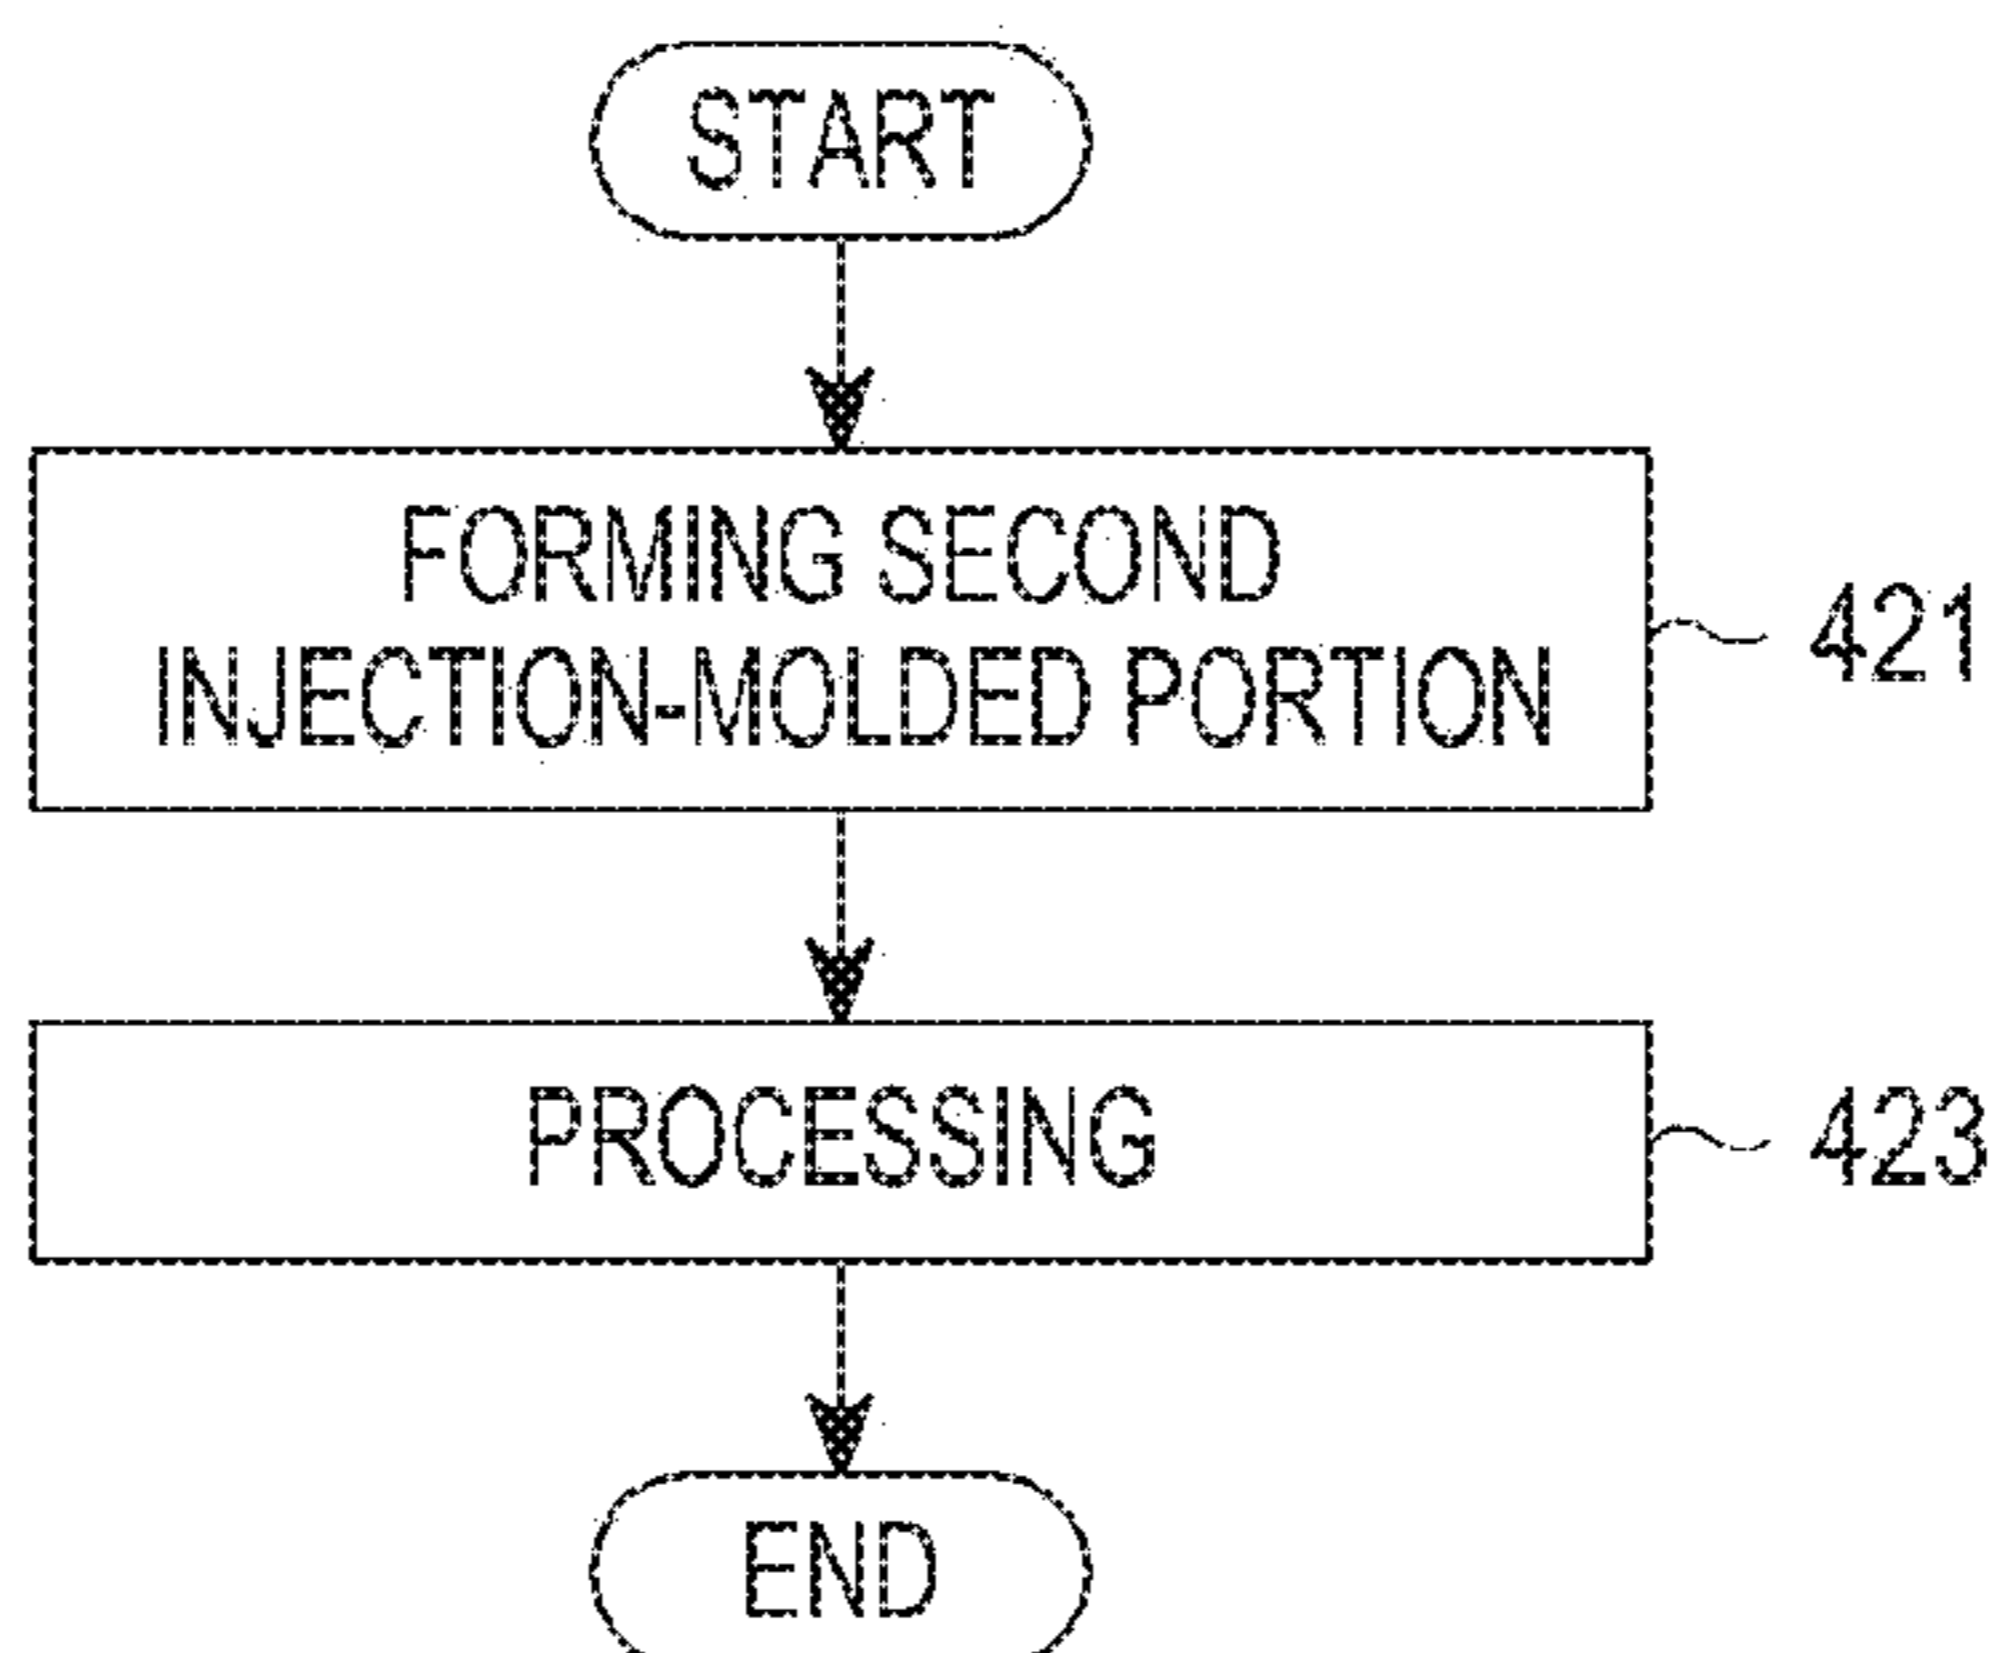 START
FORMING SECOND
INJECTION-MOLDED PORTION
421
PROCESSING
423
END